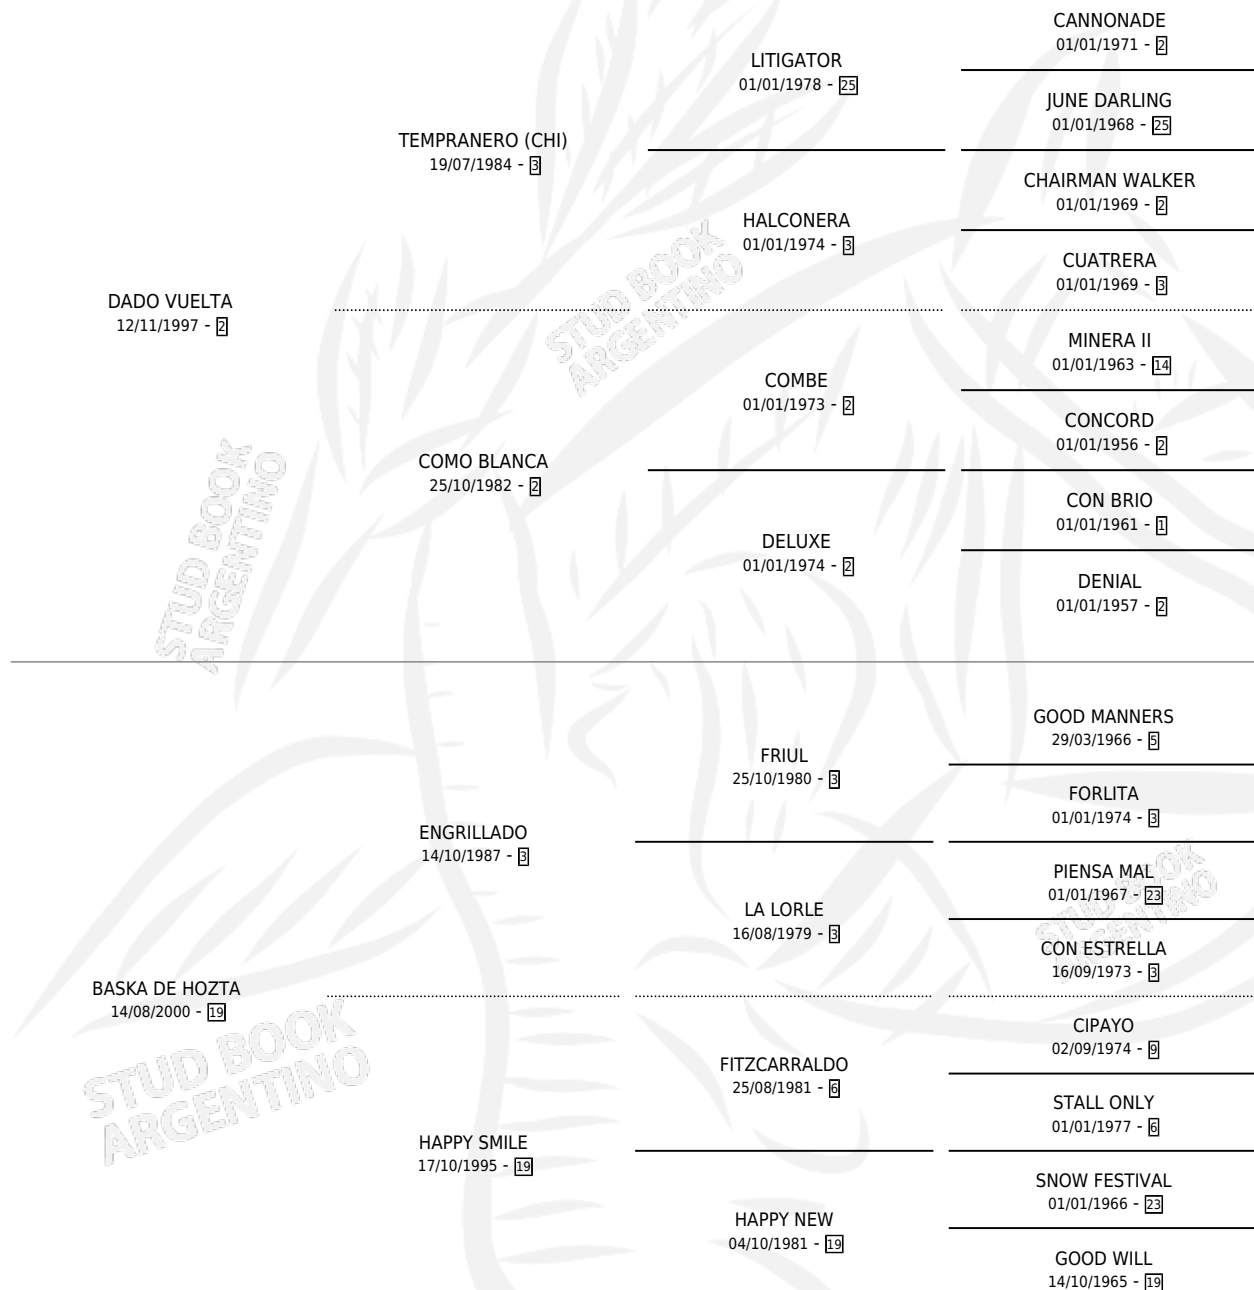 CANNONADE
01/01/1971 - 2
LITIGATOR
01/01/1978 - 25
JUNE DARLING
01/01/1968 - 25
TEMPRANERO (CHI)
19/07/1984 - 3
CHAIRMAN WALKER
01/01/1969 - 2
HALCONERA
01/01/1974 - 3
CUATRERA
01/01/1969 - 3
DADO VUELTA
12/11/1997 - 2
MINERA II
01/01/1963 - 14
COMBE
01/01/1973 - 2
CONCORD
01/01/1956 - 2
COMO BLANCA
25/10/1982 - 2
CON BRIO
01/01/1961 - 1
DELUXE
01/01/1974 - 2
DENIAL
01/01/1957 - 2
GOOD MANNERS
29/03/1966 - 5
FRIUL
25/10/1980 - 3
FORLITA
01/01/1974 - 3
ENGRILLADO
14/10/1987 - 3
PIENSA MAL
01/01/1967 - 23
LA LORLE
16/08/1979 - 3
CON ESTRELLA
16/09/1973 - 3
BASKA DE HOZTA
14/08/2000 - 19
CIPAYO
02/09/1974 - 9
FITZCARRALDO
25/08/1981 - 6
STALL ONLY
01/01/1977 - 6
HAPPY SMILE
17/10/1995 - 19
SNOW FESTIVAL
01/01/1966 - 23
HAPPY NEW
04/10/1981 - 19
GOOD WILL
14/10/1965 - 19
STUD BOOK
ARGENTINO
STUD BOOK
ARGENTINO
STUD BOOK
ARGENTINO
STUD BOOK
ARGENTINO